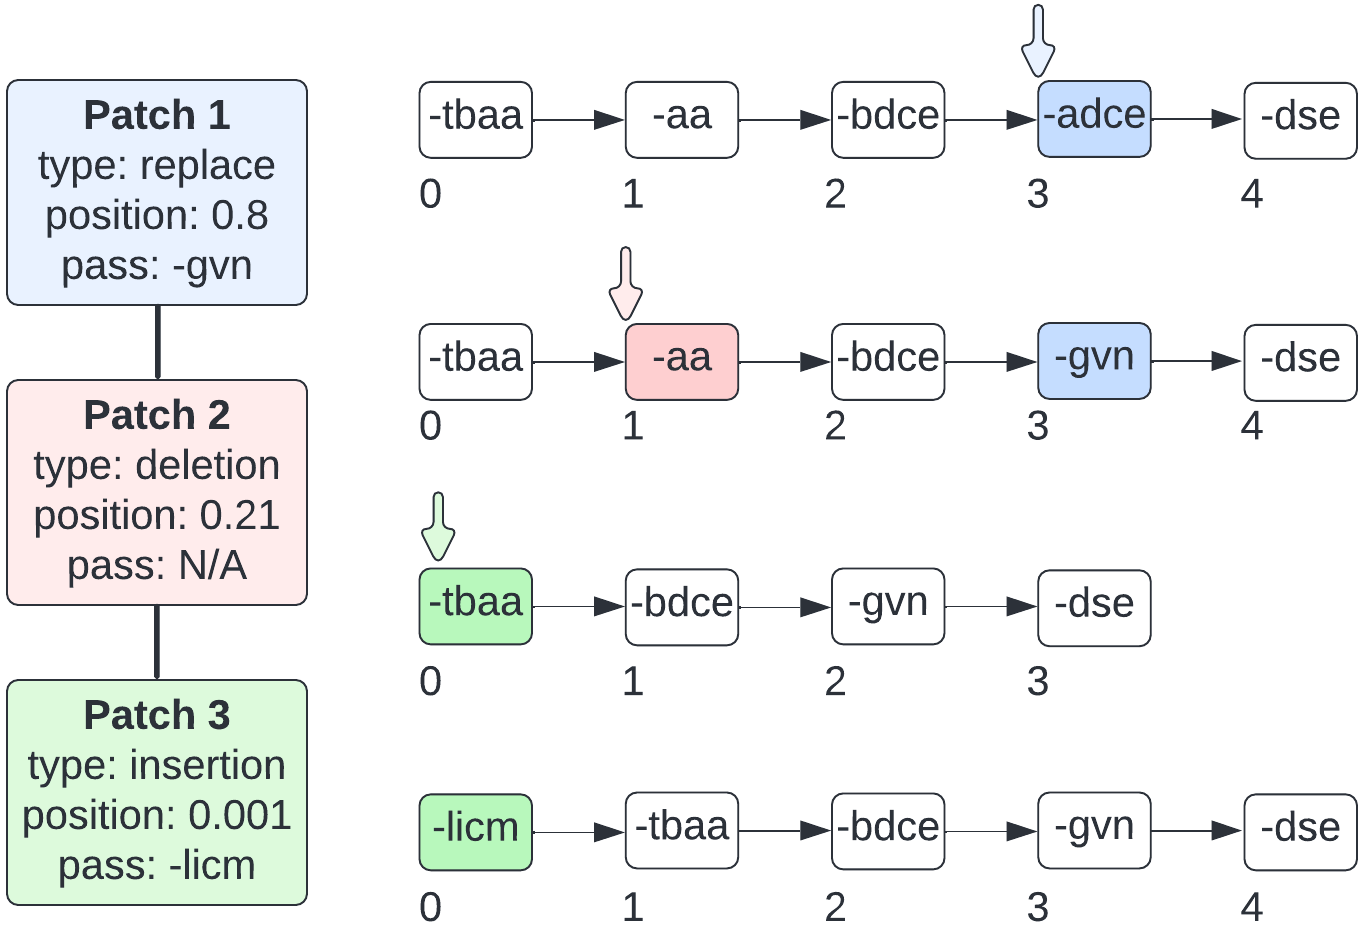 Patch 1
type: replace
position: 0.8
pass: -gvn
Patch 2
type: deletion
position: 0.21
pass: N/A
Patch 3
type: insertion
position: 0.001
pass: -licm
-tbaa -aa -bdce -adce -dse
0 1 2 3 4
-tbaa -aa -bdce -gvn -dse
0 1 2 3 4
-tbaa -bdce -gvn -dse
0 1 2 3
-licm -tbaa -bdce -gvn -dse
0 1 2 3 4